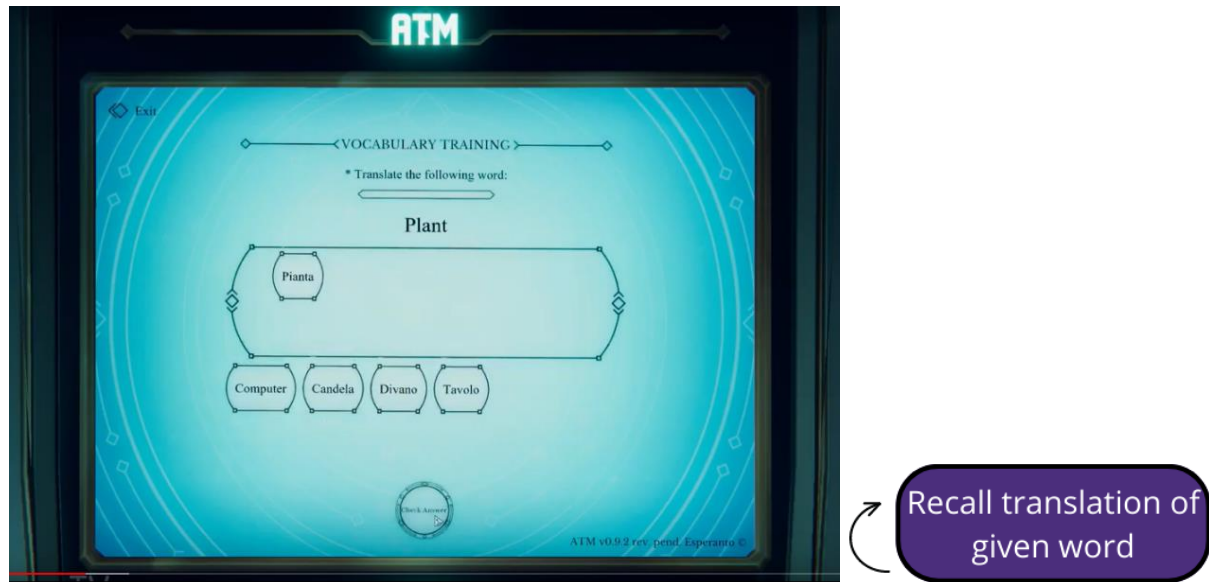 ATM
Exit
<VOCABULARY TRAINING>
* Translate the following word:
Plant
Pianta
Computer Candela Divano Tavolo
Check Answer
ATM v0.9.2 rev. pend. Esperanto ©
Recall translation of
given word